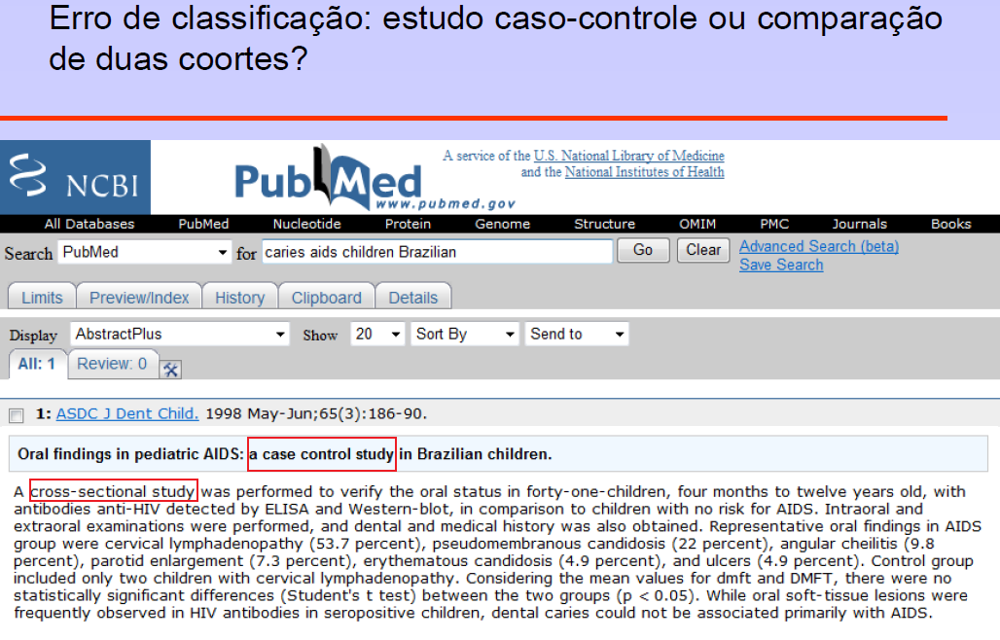 Erro de classificação: estudo caso-controle ou comparação
de duas coortes?
NCBI
PubMed
www.pubmed.gov
A service of the U.S. National Library of Medicine
and the National Institutes of Health
All Databases PubMed Nucleotide Protein Genome Structure OMIM PMC Journals Books
Search PubMed for caries aids children Brazilian Go Clear Advanced Search (beta)
Save Search
Limits Preview/Index History Clipboard Details
Display AbstractPlus Show 20 Sort By Send to
All: 1 Review: 0
1: ASDC J Dent Child. 1998 May-Jun;65(3):186-90.
Oral findings in pediatric AIDS: a case control study in Brazilian children.
A cross-sectional study was performed to verify the oral status in forty-one-children, four months to twelve years old, with
antibodies anti-HIV detected by ELISA and Western-blot, in comparison to children with no risk for AIDS. Intraoral and
extraoral examinations were performed, and dental and medical history was also obtained. Representative oral findings in AIDS
group were cervical lymphadenopathy (53.7 percent), pseudomembranous candidosis (22 percent), angular cheilitis (9.8
percent), parotid enlargement (7.3 percent), erythematous candidosis (4.9 percent), and ulcers (4.9 percent). Control group
included only two children with cervical lymphadenopathy. Considering the mean values for dmft and DMFT, there were no
statistically significant differences (Student's t test) between the two groups (p < 0.05). While oral soft-tissue lesions were
frequently observed in HIV antibodies in seropositive children, dental caries could not be associated primarily with AIDS.